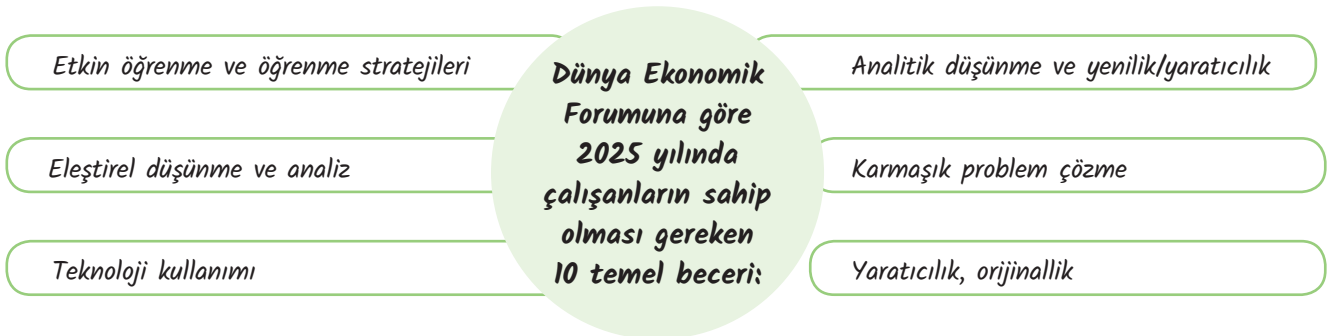 Dünya Ekonomik
Forumuna göre
2025 yılında
çalışanların sahip
olması gereken
10 temel beceri:
Etkin öğrenme ve öğrenme stratejileri
Eleştirel düşünme ve analiz
Teknoloji kullanımı
Analitik düşünme ve yenilik/yaratıcılık
Karmaşık problem çözme
Yaratıcılık, orijinallik